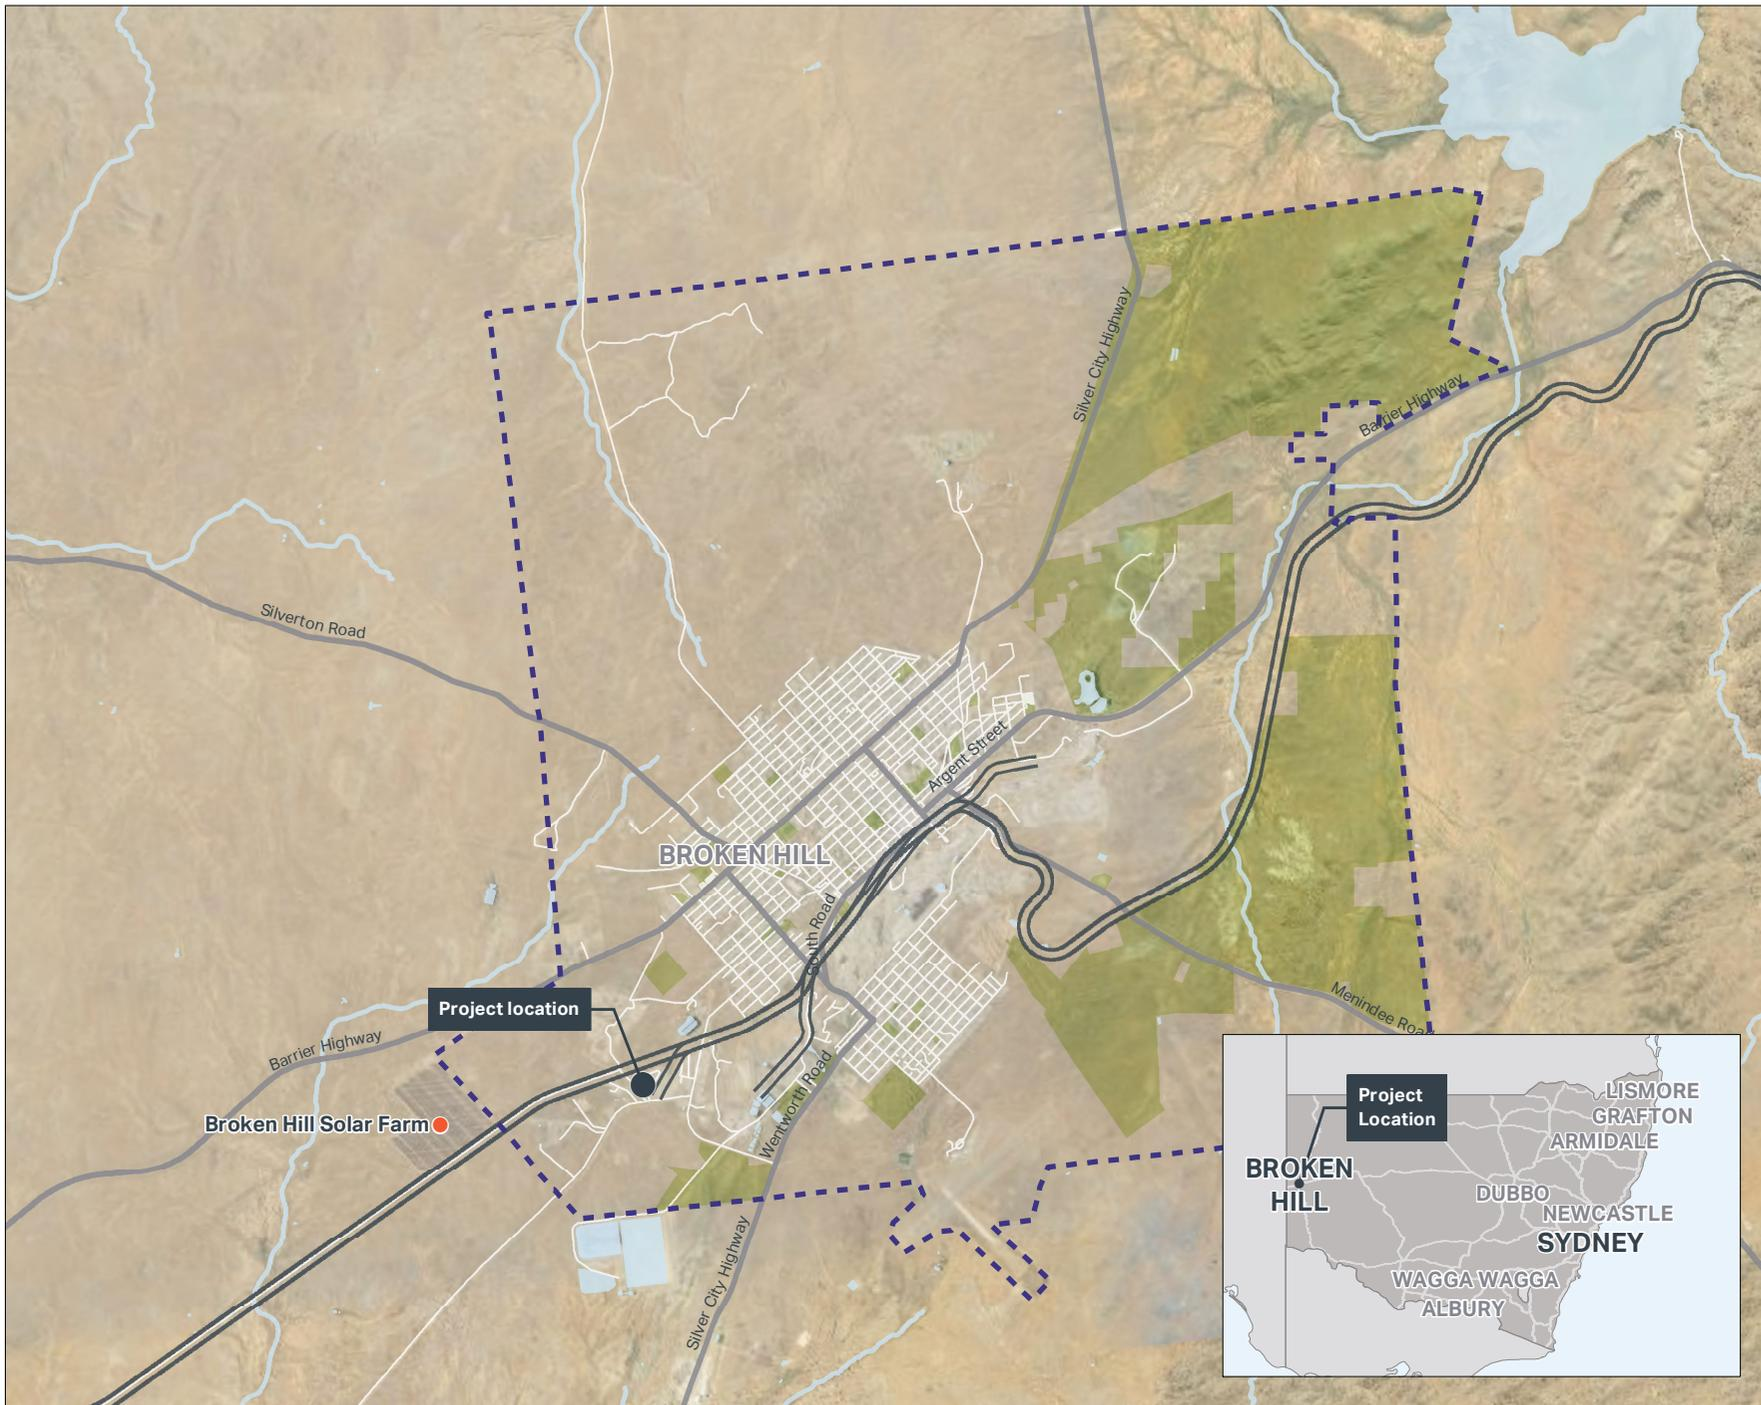 Silver City Highway
Barrier Highway
Silverton Road
Argent Street
BROKEN HILL
South Road
Project location
Menindee Road
Barrier Highway
Broken Hill Solar Farm
Wentworth Road
Silver City Highway
Project
Location
LISMORE
GRAFTON
ARMIDALE
BROKEN
HILL
DUBBO
NEWCASTLE
SYDNEY
WAGGA WAGGA
ALBURY